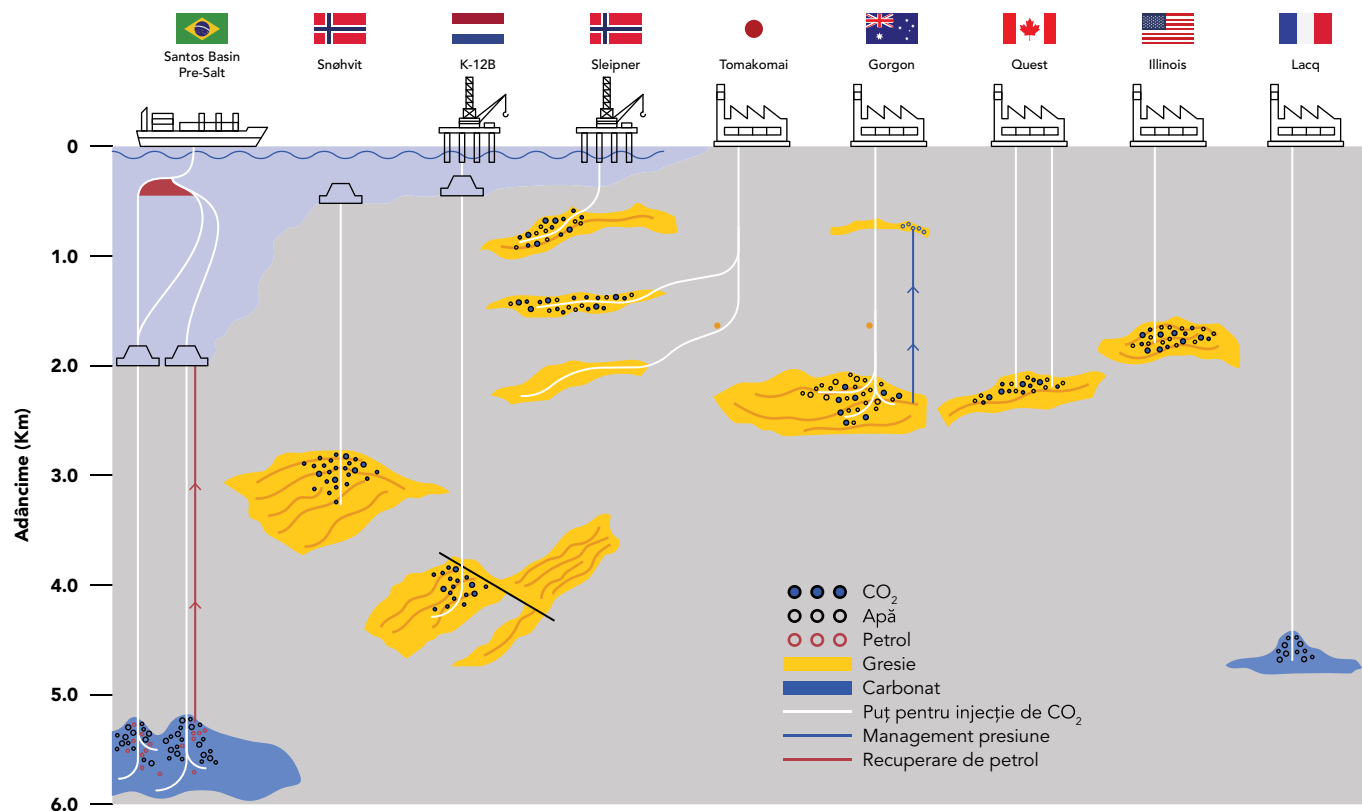 Santos Basin
Pre-Salt
Snøhvit
K-12B
Sleipner
Tomakomai
Gorgon
Quest
Illinois
Lacq
0
1.0
2.0
3.0
4.0
5.0
6.0
Adâncime (Km)
CO₂
Apă
Petrol
Gresie
Carbonat
Puț pentru injecție de CO₂
Management presiune
Recuperare de petrol